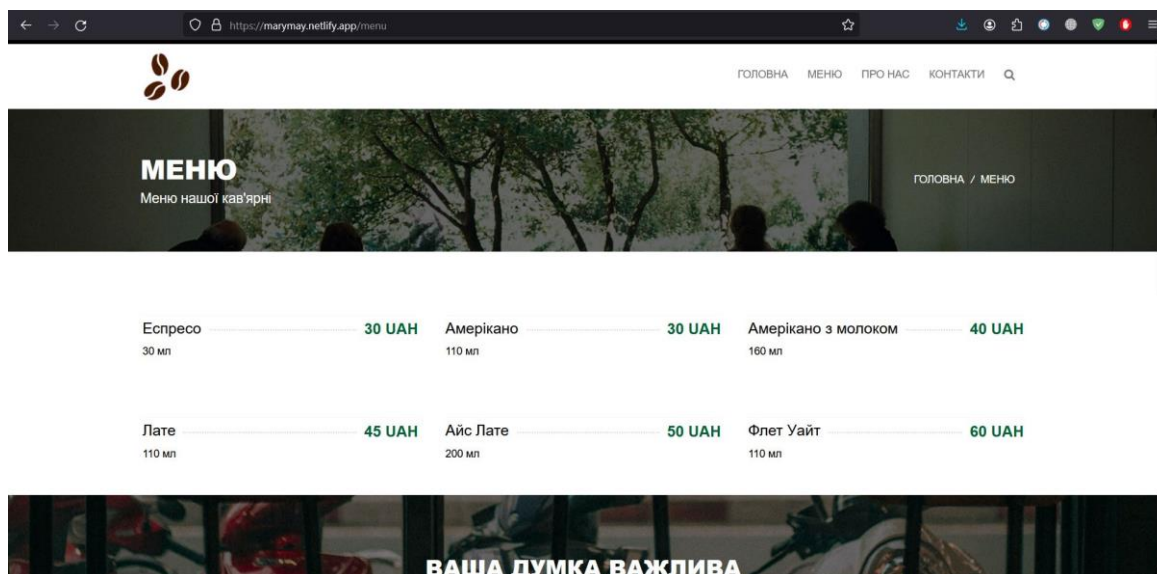 https://marymay.netlify.app/menu
ГОЛОВНА МЕНЮ ПРО НАС КОНТАКТИ
МЕНЮ
Меню нашої кав'ярні
ГОЛОВНА / МЕНЮ
Еспресо 30 UAH Амерікано 30 UAH Амерікано з молоком 40 UAH
30 мл 110 мл 160 мл
Лате 45 UAH Айс Лате 50 UAH Флет Уайт 60 UAH
110 мл 200 мл 110 мл
ВАША ДУМКА ВАЖЛИВА